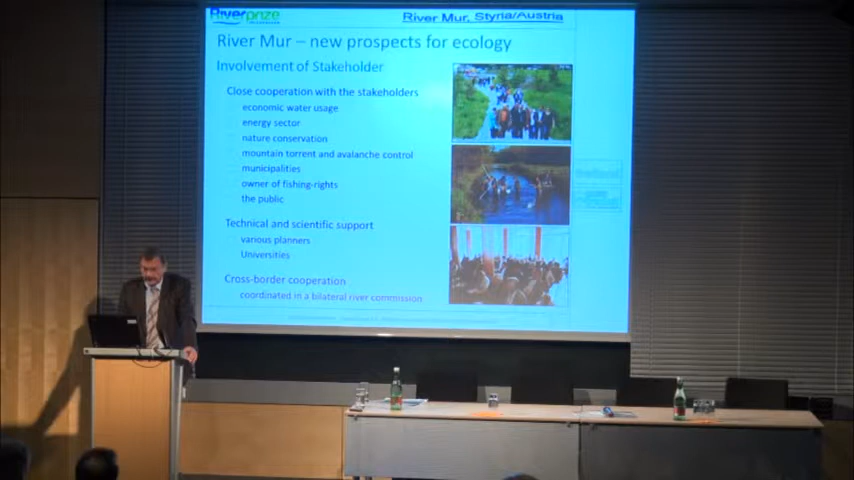 Riverprize
River Mur, Styria/Austria
River Mur – new prospects for ecology
Involvement of Stakeholder
Close cooperation with the stakeholders
economic water usage
energy sector
nature conservation
mountain torrent and avalanche control
municipalities
owner of fishing-rights
the public
Technical and scientific support
various planners
Universities
Cross-border cooperation
coordinated in a bilateral river commission